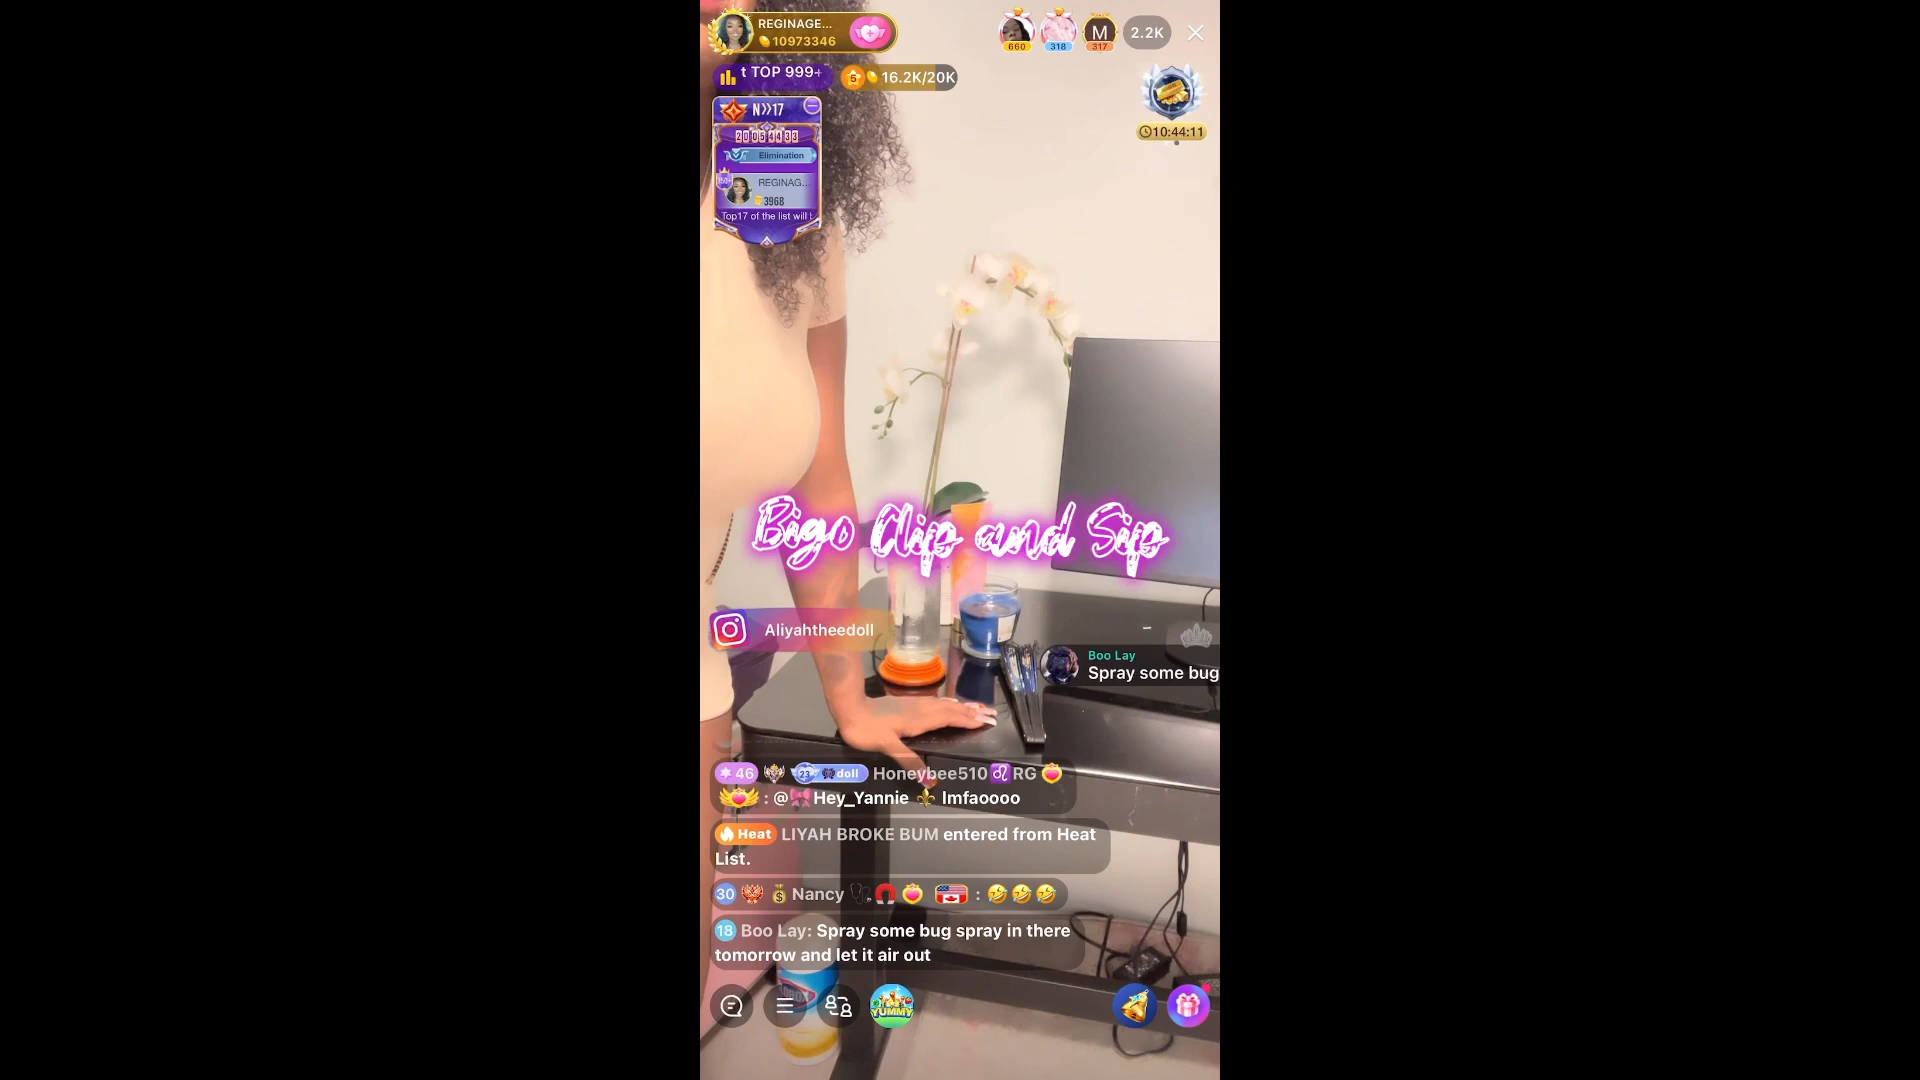 REGINAGE...
10973346
660
318
M
317
2.2K
t TOP 999+
5
16.2K/20K
N»17
20054433
10:44:11
Elimination
REGINAG...
3968
Top17 of the list will b
Bigo Clip and Sip
Aliyahtheedoll
Boo Lay
Spray some bug
46 23 doll Honeybee510♌RG
: @🎀Hey_Yannie ⚜ lmfaoooo
Heat LIYAH BROKE BUM entered from Heat
List.
30 Nancy : 🤣🤣🤣
18 Boo Lay: Spray some bug spray in there
tomorrow and let it air out
YUMMY